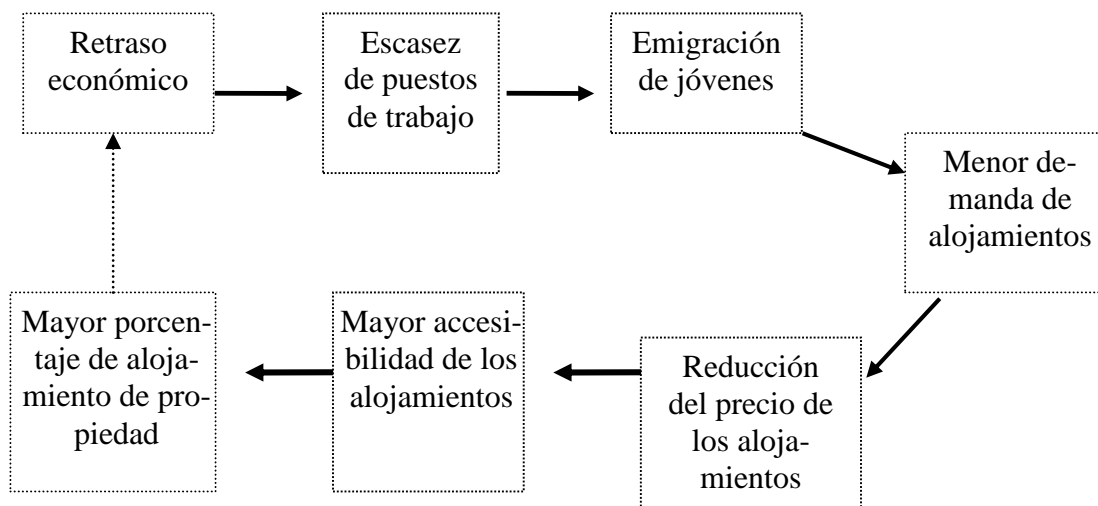 Retraso
económico
Escasez
de puestos
de trabajo
Emigración
de jóvenes
Menor de-
manda de
alojamientos
Reducción
del precio de
los aloja-
mientos
Mayor accesi-
bilidad de los
alojamientos
Mayor porcen-
taje de aloja-
miento de pro-
piedad